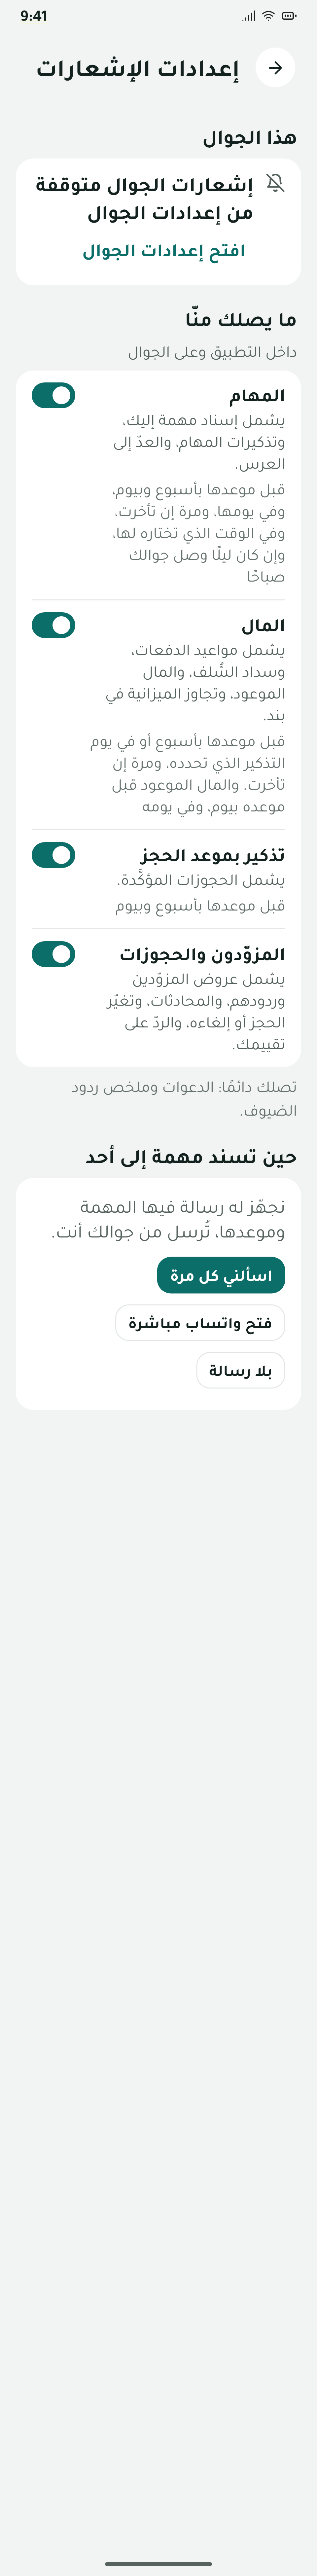 9:41
إعدادات الإشعارات
هذا الجوال
إشعارات الجوال متوقفة
من إعدادات الجوال
افتح إعدادات الجوال
ما يصلك منّا
داخل التطبيق وعلى الجوال
المهام
يشمل إسناد مهمة إليك،
وتذكيرات المهام، والعدّ إلى
العرس.
قبل موعدها بأسبوع وبيوم،
وفي يومها، ومرة إن تأخرت،
وفي الوقت الذي تختاره لها،
وإن كان ليلًا وصل جوالك
صباحًا
المال
يشمل مواعيد الدفعات،
وسداد السُّلف، والمال
الموعود، وتجاوز الميزانية في
بند.
قبل موعدها بأسبوع أو في يوم
التذكير الذي تحدده، ومرة إن
تأخرت. والمال الموعود قبل
موعده بيوم، وفي يومه
تذكير بموعد الحجز
يشمل الحجوزات المؤكَّدة.
قبل موعدها بأسبوع وبيوم
المزوّدون والحجوزات
يشمل عروض المزوّدين
وردودهم، والمحادثات، وتغيّر
الحجز أو إلغاءه، والردّ على
تقييمك.
تصلك دائمًا: الدعوات وملخص ردود
الضيوف.
حين تسند مهمة إلى أحد
نجهّز له رسالة فيها المهمة
وموعدها، تُرسل من جوالك أنت.
اسألني كل مرة
فتح واتساب مباشرة
بلا رسالة